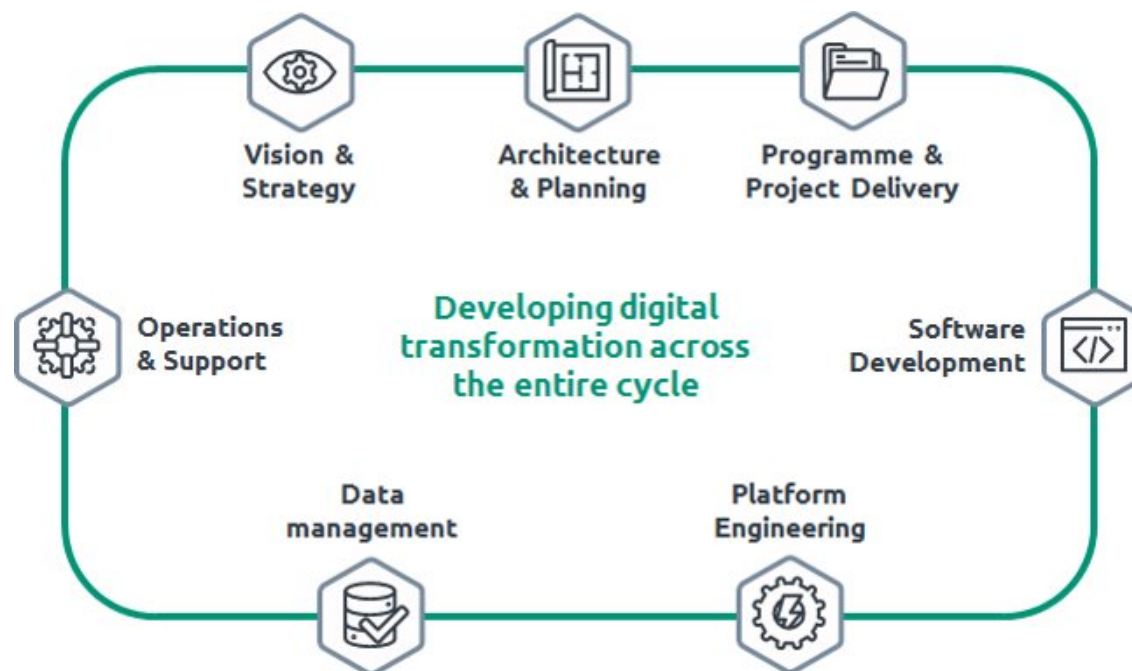 Vision &
Strategy
Architecture
& Planning
Programme &
Project Delivery
Operations
& Support
Developing digital
transformation across
the entire cycle
Software
Development
Data
management
Platform
Engineering